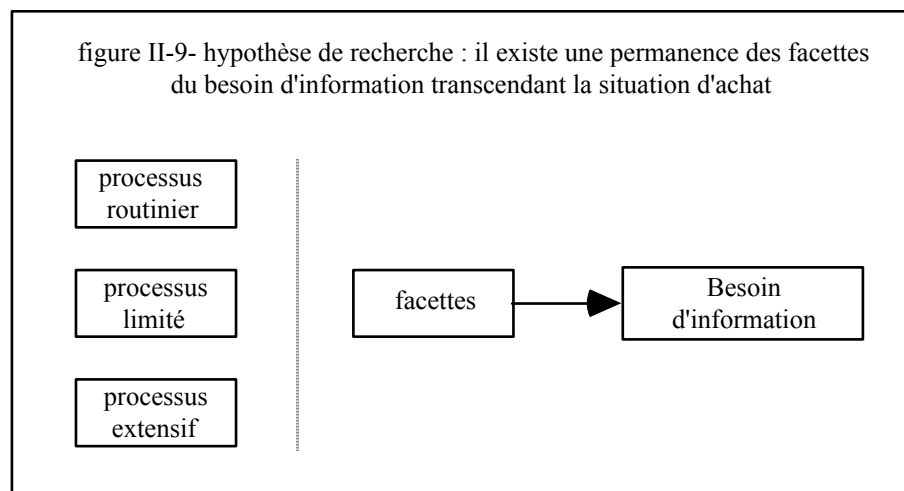 figure II-9- hypothèse de recherche : il existe une permanence des facettes
du besoin d'information transcendant la situation d'achat
processus
routinier
processus
limité
facettes
Besoin
d'information
processus
extensif